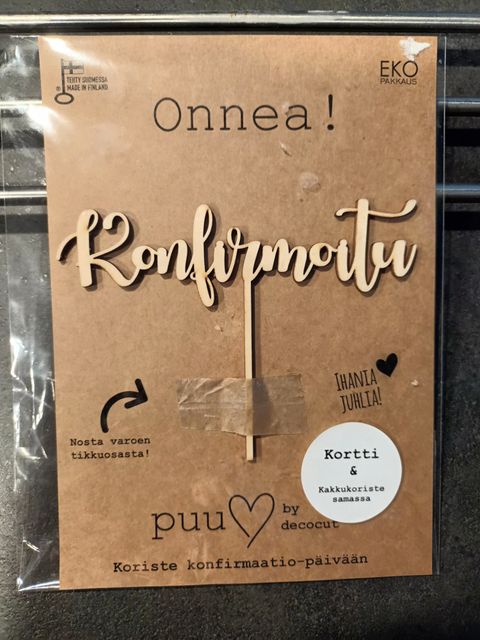 TEHTY SUOMESSA
MADE IN FINLAND
EKO
PAKKAUS
Onnea!
Konfirmoitu
IHANIA
JUHLIA!
Nosta varoen
tikkuosasta!
Kortti
&
Kakkukoriste
samassa
puu
by
decocut
Koriste konfirmaatio-päivään